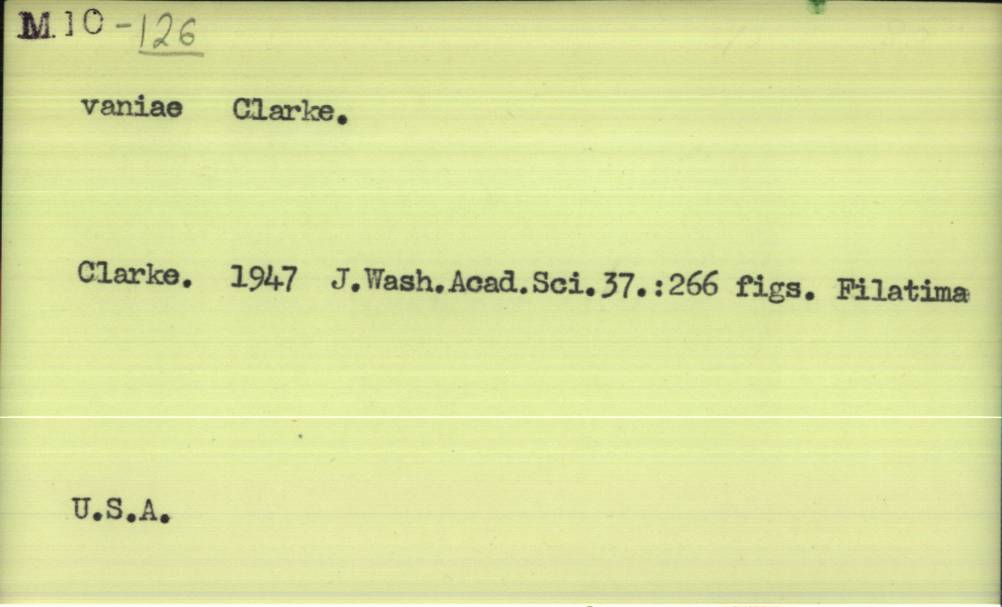 M.10-126
vaniae Clarke.
Clarke. 1947 J.Wash.Acad.Sci.37.:266 figs. Filatima
U.S.A.